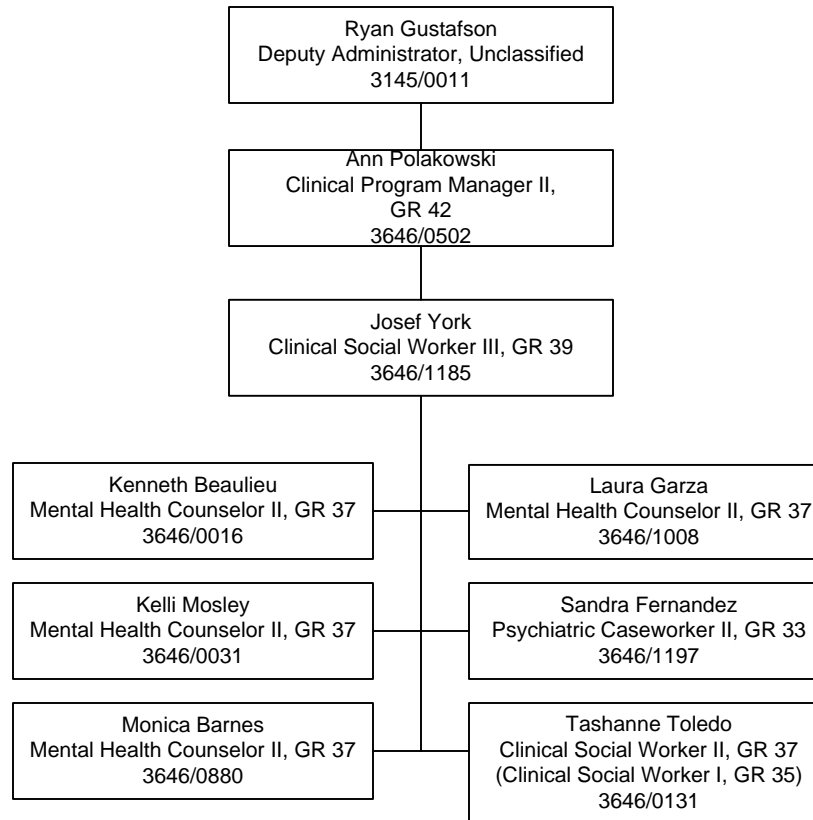 Ryan Gustafson
Deputy Administrator, Unclassified
3145/0011
Ann Polakowski
Clinical Program Manager II,
GR 42
3646/0502
Josef York
Clinical Social Worker III, GR 39
3646/1185
Kenneth Beaulieu
Mental Health Counselor II, GR 37
3646/0016
Laura Garza
Mental Health Counselor II, GR 37
3646/1008
Kelli Mosley
Mental Health Counselor II, GR 37
3646/0031
Sandra Fernandez
Psychiatric Caseworker II, GR 33
3646/1197
Monica Barnes
Mental Health Counselor II, GR 37
3646/0880
Tashanne Toledo
Clinical Social Worker II, GR 37
(Clinical Social Worker I, GR 35)
3646/0131